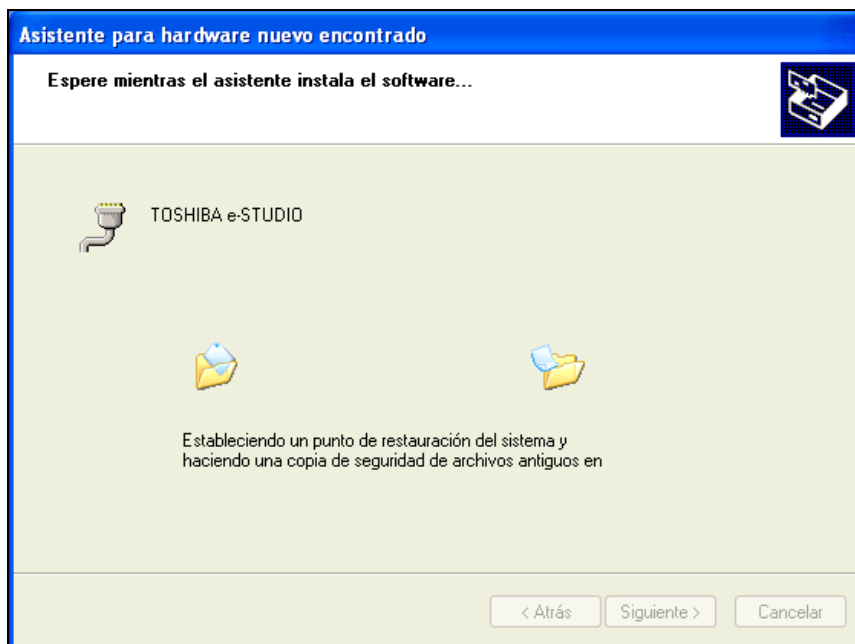 Asistente para hardware nuevo encontrado
Espere mientras el asistente instala el software...
TOSHIBA e-STUDIO
Estableciendo un punto de restauración del sistema y
haciendo una copia de seguridad de archivos antiguos en
< Atrás
Siguiente >
Cancelar